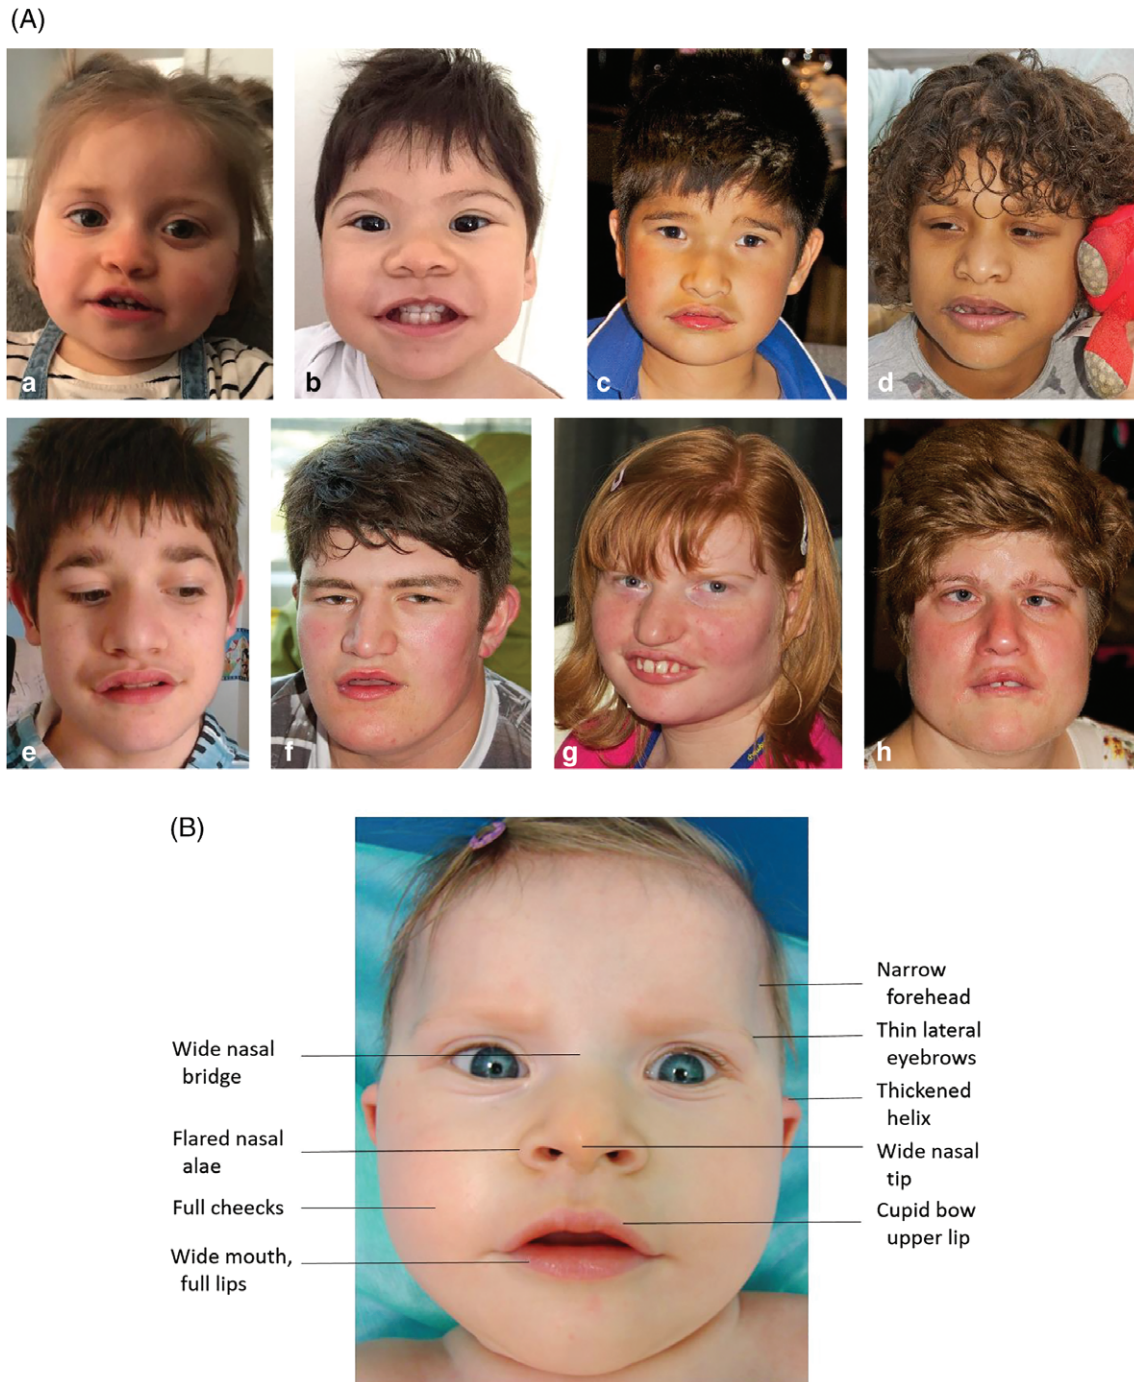 (A)
a
b
c
d
e
f
g
h
(B)
Wide nasal
bridge
Flared nasal
alae
Full cheecks
Wide mouth,
full lips
Narrow
forehead
Thin lateral
eyebrows
Thickened
helix
Wide nasal
tip
Cupid bow
upper lip